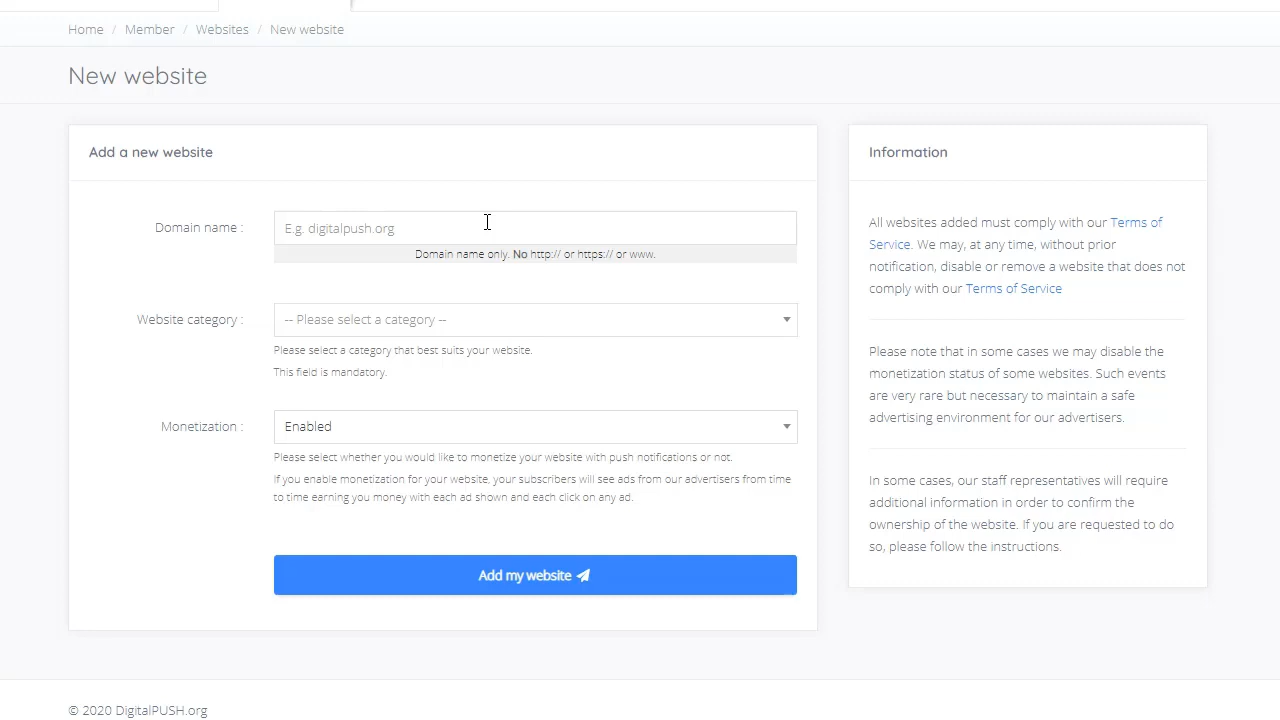 Home / Member / Websites / New website
New website
Add a new website
Domain name :
E.g. digitalpush.org
Domain name only. No http:// or https:// or www.
Website category :
-- Please select a category --
Please select a category that best suits your website.
This field is mandatory.
Monetization :
Enabled
Please select whether you would like to monetize your website with push notifications or not.
If you enable monetization for your website, your subscribers will see ads from our advertisers from time
to time earning you money with each ad shown and each click on any ad.
Add my website
Information
All websites added must comply with our Terms of
Service. We may, at any time, without prior
notification, disable or remove a website that does not
comply with our Terms of Service
Please note that in some cases we may disable the
monetization status of some websites. Such events
are very rare but necessary to maintain a safe
advertising environment for our advertisers.
In some cases, our staff representatives will require
additional information in order to confirm the
ownership of the website. If you are requested to do
so, please follow the instructions.
© 2020 DigitalPUSH.org